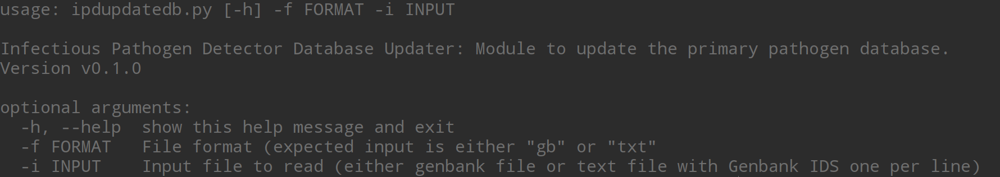 usage: ipdupdatedb.py [-h] -f FORMAT -i INPUT
Infectious Pathogen Detector Database Updater: Module to update the primary pathogen database.
Version v0.1.0
optional arguments:
-h, --help show this help message and exit
-f FORMAT File format (expected input is either "gb" or "txt"
-i INPUT Input file to read (either genbank file or text file with Genbank IDS one per line)